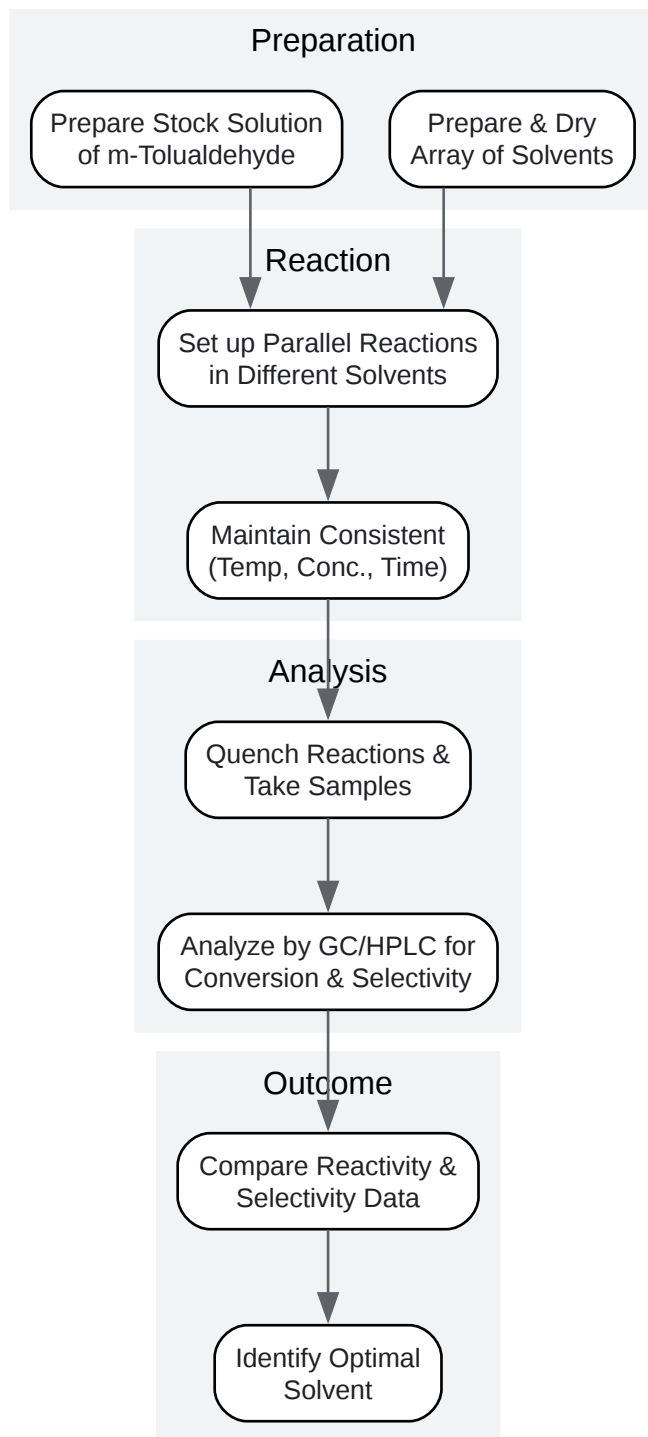 Preparation
Prepare Stock Solution
of m-Tolualdehyde
Prepare & Dry
Array of Solvents
Reaction
Set up Parallel Reactions
in Different Solvents
Maintain Consistent
(Temp, Conc., Time)
Analysis
Quench Reactions &
Take Samples
Analyze by GC/HPLC for
Conversion & Selectivity
Outcome
Compare Reactivity &
Selectivity Data
Identify Optimal
Solvent